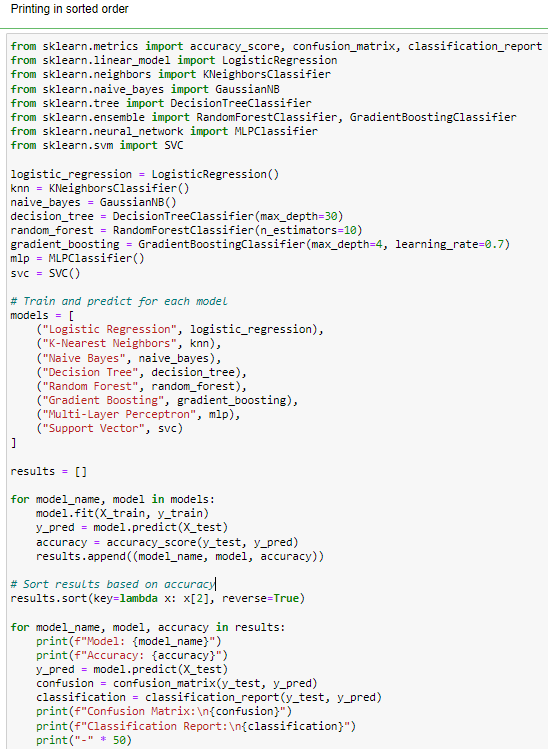 Printing in sorted order
from sklearn.metrics import accuracy_score, confusion_matrix, classification_report
from sklearn.linear_model import LogisticRegression
from sklearn.neighbors import KNeighborsClassifier
from sklearn.naive_bayes import GaussianNB
from sklearn.tree import DecisionTreeClassifier
from sklearn.ensemble import RandomForestClassifier, GradientBoostingClassifier
from sklearn.neural_network import MLPClassifier
from sklearn.svm import SVC
logistic_regression = LogisticRegression()
knn = KNeighborsClassifier()
naive_bayes = GaussianNB()
decision_tree = DecisionTreeClassifier(max_depth=30)
random_forest = RandomForestClassifier(n_estimators=10)
gradient_boosting = GradientBoostingClassifier(max_depth=4, learning_rate=0.7)
mlp = MLPClassifier()
svc = SVC()
# Train and predict for each model
models = [
    ("Logistic Regression", logistic_regression),
    ("K-Nearest Neighbors", knn),
    ("Naive Bayes", naive_bayes),
    ("Decision Tree", decision_tree),
    ("Random Forest", random_forest),
    ("Gradient Boosting", gradient_boosting),
    ("Multi-Layer Perceptron", mlp),
    ("Support Vector", svc)
]
results = []
for model_name, model in models:
    model.fit(X_train, y_train)
    y_pred = model.predict(X_test)
    accuracy = accuracy_score(y_test, y_pred)
    results.append((model_name, model, accuracy))
# Sort results based on accuracy
results.sort(key=lambda x: x[2], reverse=True)
for model_name, model, accuracy in results:
    print(f"Model: {model_name}")
    print(f"Accuracy: {accuracy}")
    y_pred = model.predict(X_test)
    confusion = confusion_matrix(y_test, y_pred)
    classification = classification_report(y_test, y_pred)
    print(f"Confusion Matrix:\n{confusion}")
    print(f"Classification Report:\n{classification}")
    print("-" * 50)